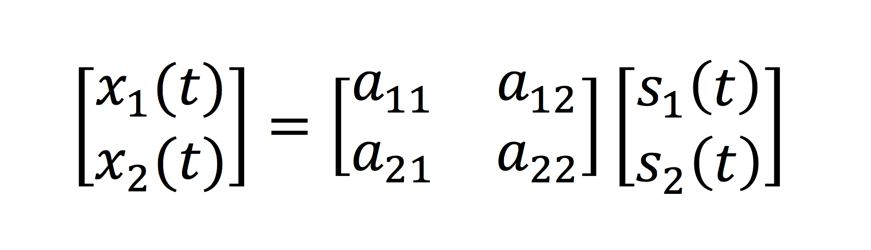 [x₁(t) x₂(t)] = [a₁₁ a₁₂ a₂₁ a₂₂] [s₁(t) s₂(t)]